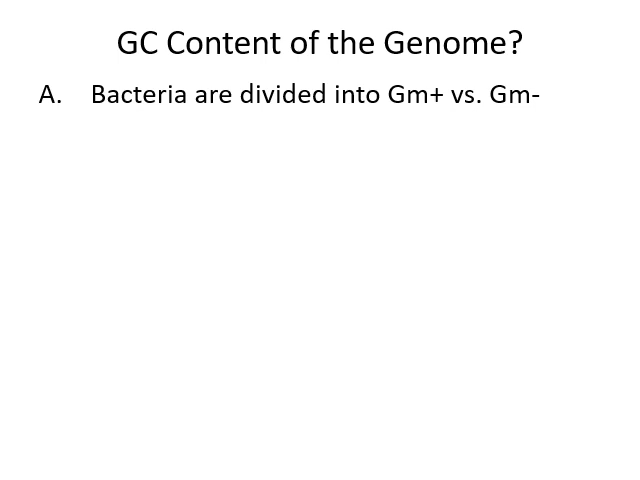 GC Content of the Genome?
A. Bacteria are divided into Gm+ vs. Gm-